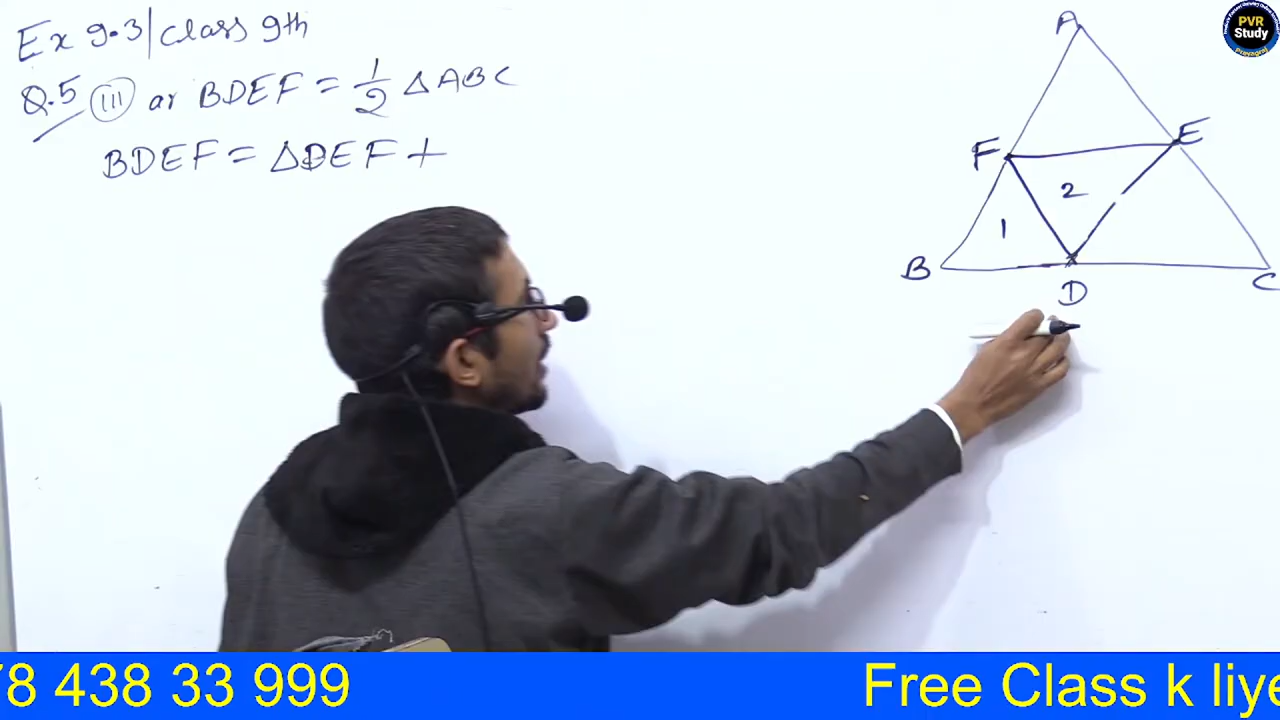 Ex 9.3 | Class 9th
Q.5 (III) ar BDEF = 1/2 ΔABC
BDEF = ΔDEF +
A
F
E
2
1
B
D
C
PVR
Study
Prayagraj
78 438 33 999
Free Class k liye